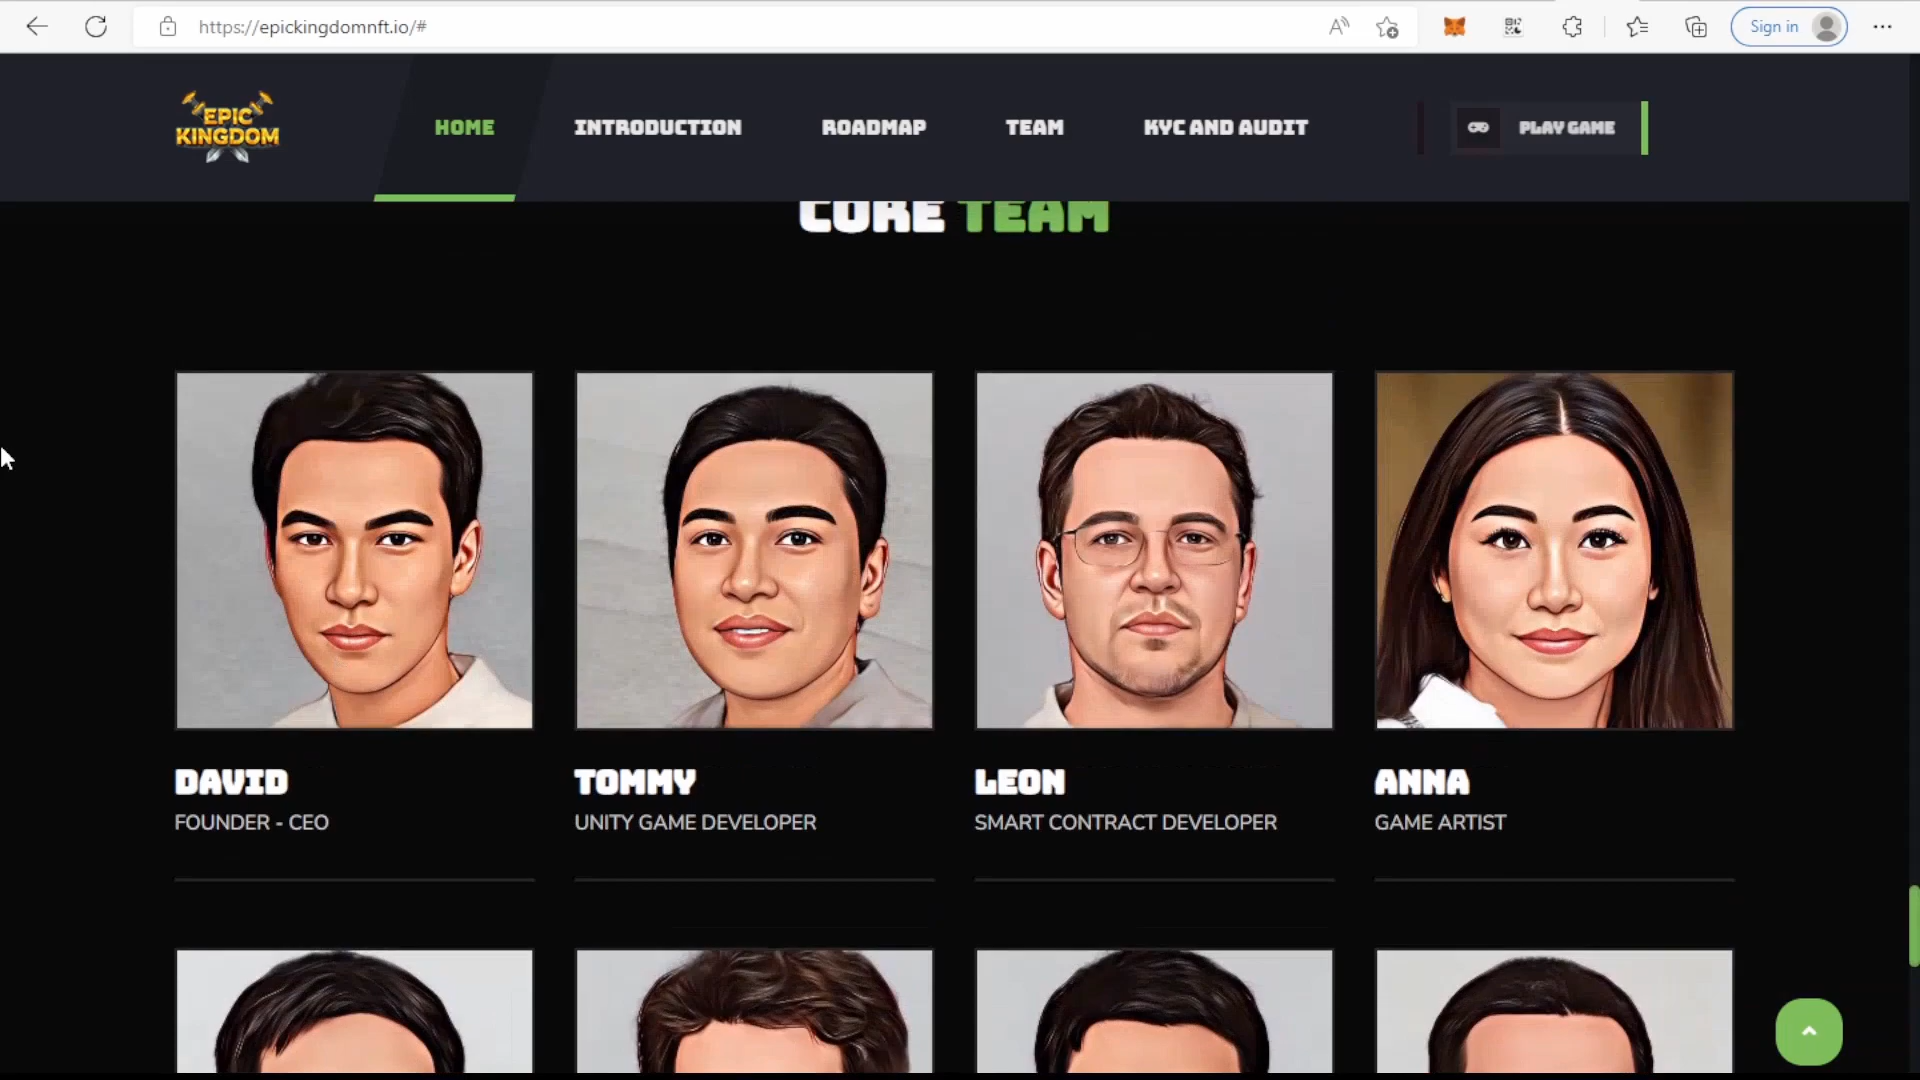 https://epickingdomnft.io/#
Sign in
EPIC
KINGDOM
HOME
INTRODUCTION
ROADMAP
TEAM
KYC AND AUDIT
PLAY GAME
CORE TEAM
DAVID
FOUNDER - CEO
TOMMY
UNITY GAME DEVELOPER
LEON
SMART CONTRACT DEVELOPER
ANNA
GAME ARTIST